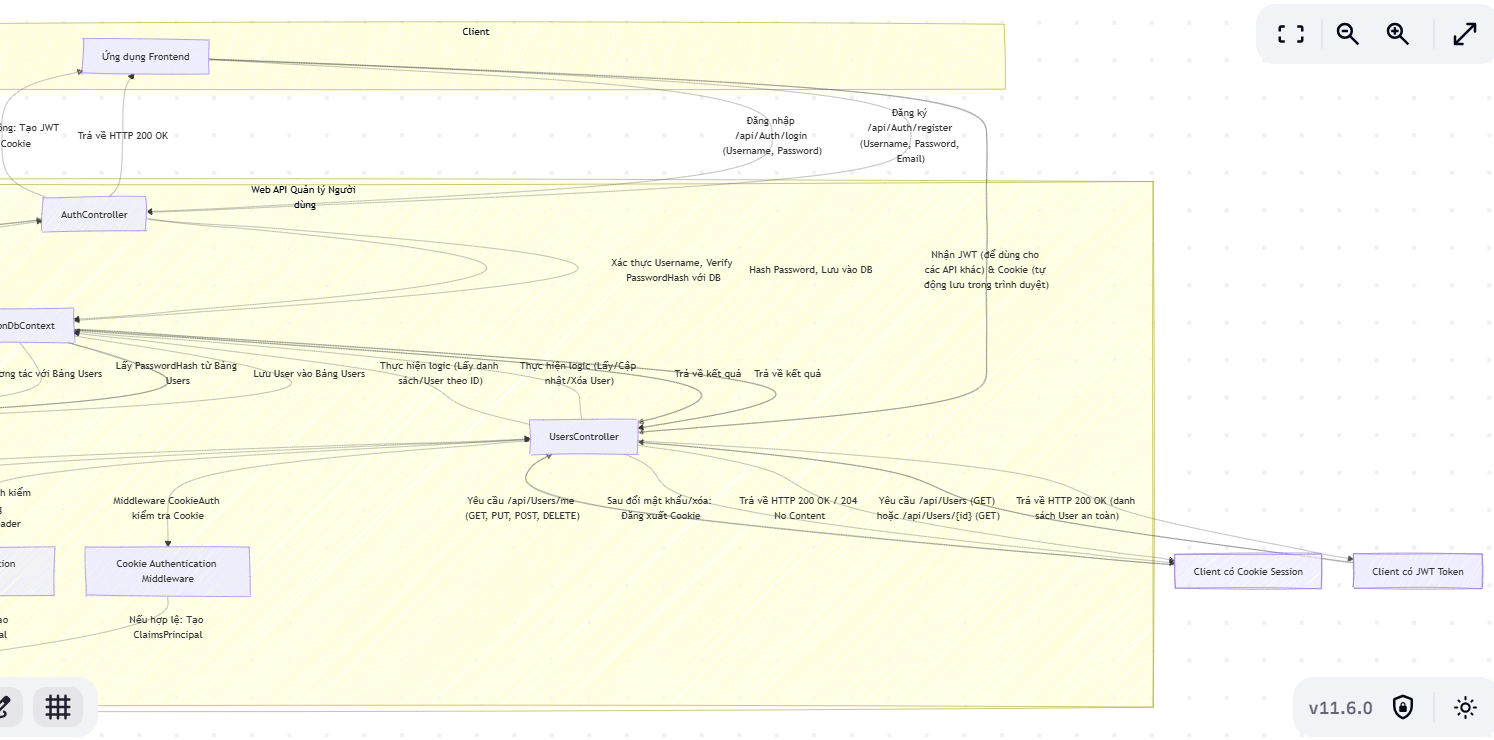 Client
Ứng dụng Frontend
Tạo JWT
Cookie
Trả về HTTP 200 OK
Đăng nhập
/api/Auth/login
(Username, Password)
Đăng ký
/api/Auth/register
(Username, Password,
Email)
Web API Quản lý Người
dùng
AuthController
Xác thực Username, Verify
PasswordHash với DB
Hash Password, Lưu vào DB
Nhận JWT (để dùng cho
các API khác) & Cookie (tự
động lưu trong trình duyệt)
onDbContext
tác với Bảng Users
Lấy PasswordHash từ Bảng
Users
Lưu User vào Bảng Users
Thực hiện logic (Lấy danh
sách/User theo ID)
Thực hiện logic (Lấy/Cập
nhật/Xóa User)
Trả về kết quả
Trả về kết quả
UsersController
h kiểm
g
ader
Middleware CookieAuth
kiểm tra Cookie
Yêu cầu /api/Users/me
(GET, PUT, POST, DELETE)
Sau đổi mật khẩu/xóa:
Đăng xuất Cookie
Trả về HTTP 200 OK / 204
No Content
Yêu cầu /api/Users (GET)
hoặc /api/Users/{id} (GET)
Trả về HTTP 200 OK (danh
sách User an toàn)
tion
Cookie Authentication
Middleware
Client có Cookie Session
Client có JWT Token
ạo
al
Nếu hợp lệ: Tạo
ClaimsPrincipal
v11.6.0